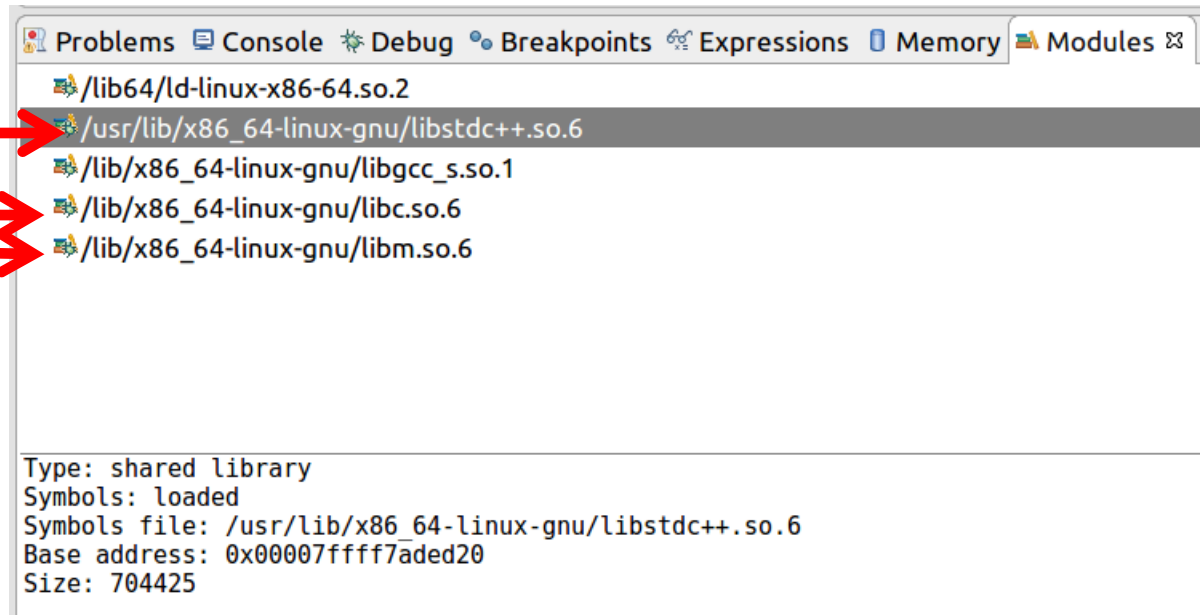 Problems Console Debug Breakpoints Expressions Memory Modules
/lib64/ld-linux-x86-64.so.2
/usr/lib/x86_64-linux-gnu/libstdc++.so.6
/lib/x86_64-linux-gnu/libgcc_s.so.1
/lib/x86_64-linux-gnu/libc.so.6
/lib/x86_64-linux-gnu/libm.so.6
Type: shared library
Symbols: loaded
Symbols file: /usr/lib/x86_64-linux-gnu/libstdc++.so.6
Base address: 0x00007ffff7aded20
Size: 704425